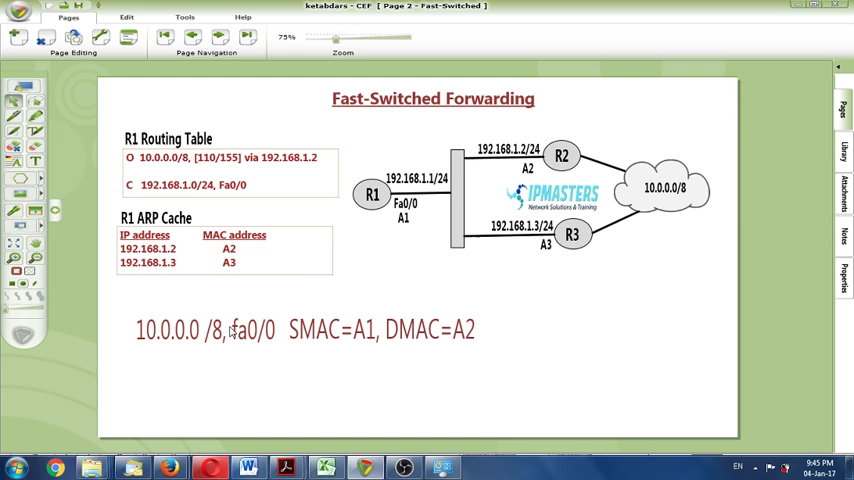 ketabdars - CEF [ Page 2 - Fast-Switched ]
Pages Edit Tools Help
Page Editing
Page Navigation
75%
Zoom
Fast-Switched Forwarding
R1 Routing Table
O 10.0.0.0/8, [110/155] via 192.168.1.2
C 192.168.1.0/24, Fa0/0
R1 ARP Cache
IP address MAC address
192.168.1.2 A2
192.168.1.3 A3
192.168.1.1/24
R1
Fa0/0
A1
192.168.1.2/24
A2
R2
IPMASTERS
Network Solutions & Training
192.168.1.3/24
A3
R3
10.0.0.0/8
10.0.0.0 /8, fa0/0 SMAC=A1, DMAC=A2
Pages
Library
Attachments
Notes
Properties
EN
9:45 PM
04-Jan-17